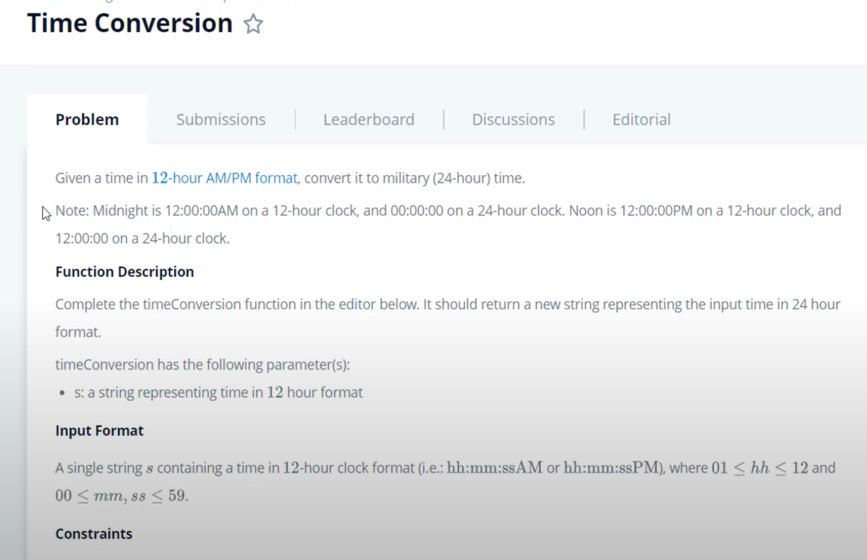 Time Conversion
Problem
Submissions
Leaderboard
Discussions
Editorial
Given a time in 12-hour AM/PM format, convert it to military (24-hour) time.
Note: Midnight is 12:00:00AM on a 12-hour clock, and 00:00:00 on a 24-hour clock. Noon is 12:00:00PM on a 12-hour clock, and
12:00:00 on a 24-hour clock.
Function Description
Complete the timeConversion function in the editor below. It should return a new string representing the input time in 24 hour
format.
timeConversion has the following parameter(s):
• s: a string representing time in 12 hour format
Input Format
A single string s containing a time in 12-hour clock format (i.e.: hh:mm:ssAM or hh:mm:ssPM), where 01 ≤ hh ≤ 12 and
00 ≤ mm, ss ≤ 59.
Constraints